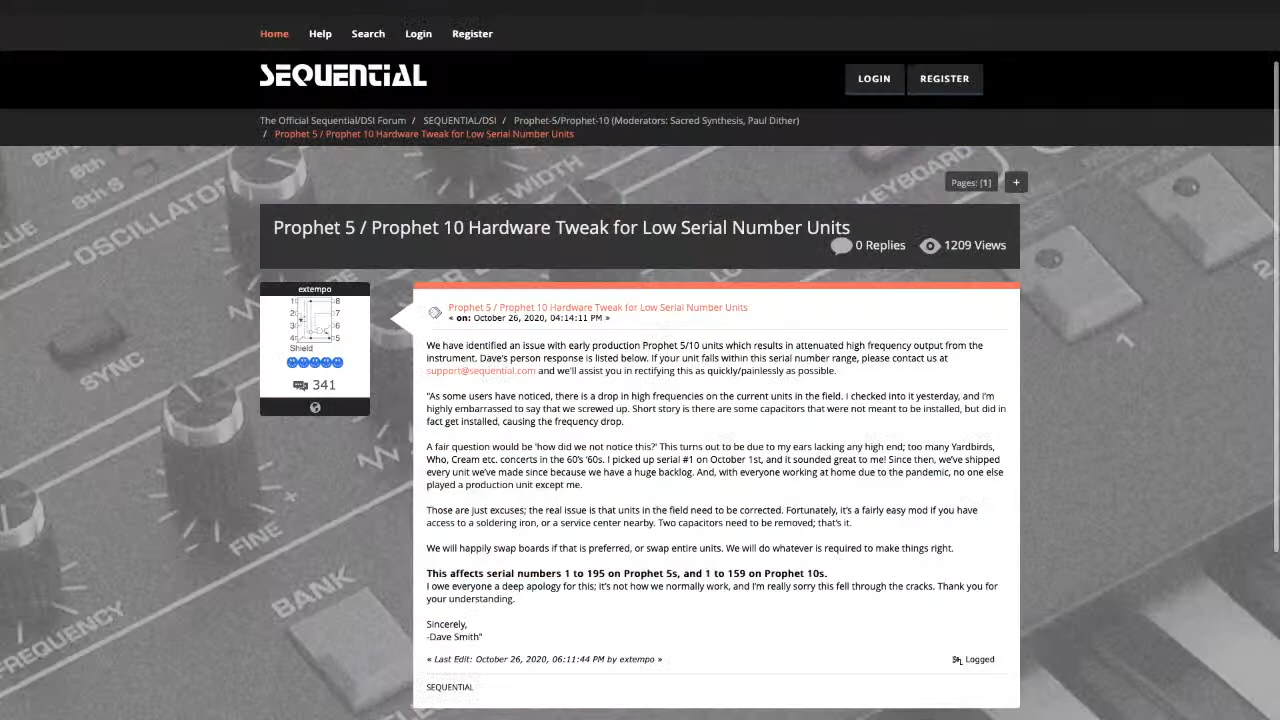 Home Help Search Login Register
SEQUENTIAL
LOGIN REGISTER
The Official Sequential/DSI Forum / SEQUENTIAL/DSI / Prophet-5/Prophet-10 (Moderators: Sacred Synthesis, Paul Dither)
/ Prophet 5 / Prophet 10 Hardware Tweak for Low Serial Number Units
Pages: [1] +
Prophet 5 / Prophet 10 Hardware Tweak for Low Serial Number Units
0 Replies 1209 Views
extempo
1 8
2 7
3 6
4 5
Shield
341
Prophet 5 / Prophet 10 Hardware Tweak for Low Serial Number Units
« on: October 26, 2020, 04:14:11 PM »
We have identified an issue with early production Prophet 5/10 units which results in attenuated high frequency output from the
instrument. Dave's person response is listed below. If your unit falls within this serial number range, please contact us at
support@sequential.com and we'll assist you in rectifying this as quickly/painlessly as possible.
"As some users have noticed, there is a drop in high frequencies on the current units in the field. I checked into it yesterday, and I'm
highly embarrassed to say that we screwed up. Short story is there are some capacitors that were not meant to be installed, but did in
fact get installed, causing the frequency drop.
A fair question would be 'how did we not notice this?' This turns out to be due to my ears lacking any high end; too many Yardbirds,
Who, Cream etc. concerts in the 60's '60s. I picked up serial #1 on October 1st, and it sounded great to me! Since then, we've shipped
every unit we've made since because we have a huge backlog. And, with everyone working at home due to the pandemic, no one else
played a production unit except me.
Those are just excuses; the real issue is that units in the field need to be corrected. Fortunately, it's a fairly easy mod if you have
access to a soldering iron, or a service center nearby. Two capacitors need to be removed; that's it.
We will happily swap boards if that is preferred, or swap entire units. We will do whatever is required to make things right.
This affects serial numbers 1 to 195 on Prophet 5s, and 1 to 159 on Prophet 10s.
I owe everyone a deep apology for this; it's not how we normally work, and I'm really sorry this fell through the cracks. Thank you for
your understanding.
Sincerely,
-Dave Smith"
« Last Edit: October 26, 2020, 06:11:44 PM by extempo »
Logged
SEQUENTIAL
8th
8th S
OSCILLATOR
WIDTH
KEYBOARD
SYNC
FINE
+
BANK
FREQUENCY
1
2